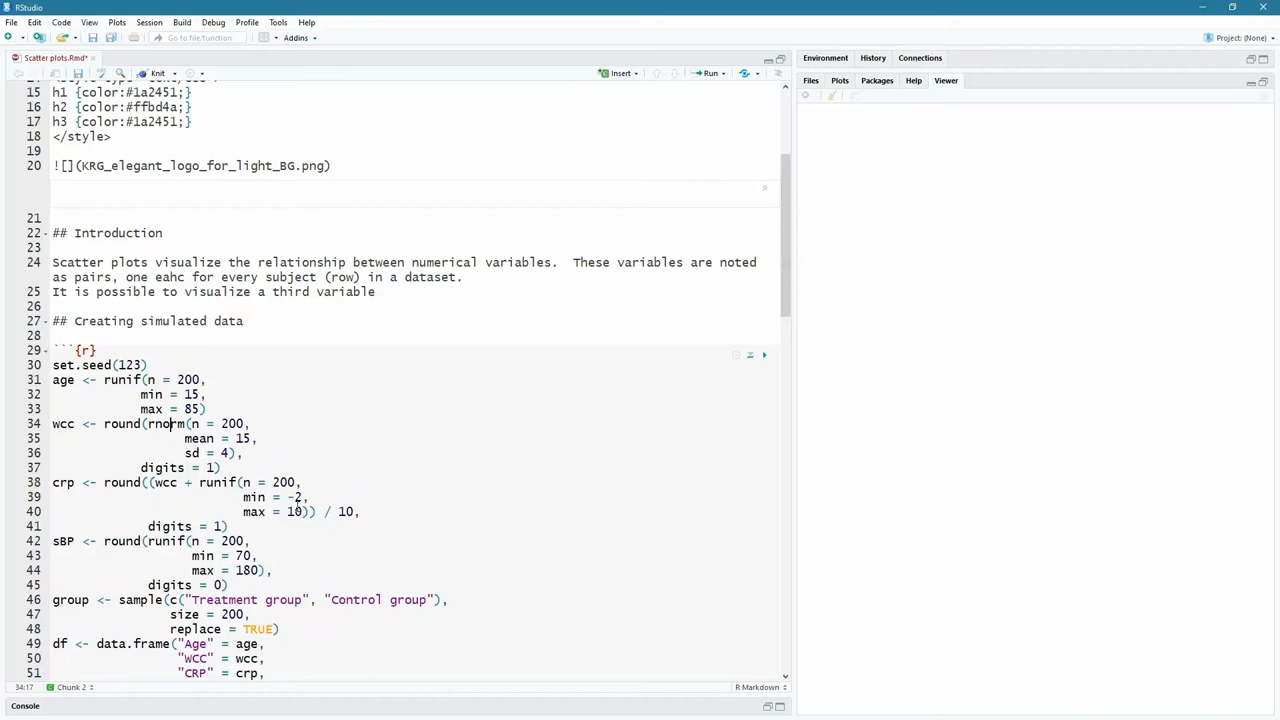 RStudio
File Edit Code View Plots Session Build Debug Profile Tools Help
Go to file/function Addins Project: (None)
Scatter plots.Rmd* Environment History Connections
Knit Insert Run Files Plots Packages Help Viewer
15 h1 {color:#1a2451;}
16 h2 {color:#ffbd4a;}
17 h3 {color:#1a2451;}
18 </style>
19
20 ![](KRG_elegant_logo_for_light_BG.png)
21
22 ## Introduction
23
24 Scatter plots visualize the relationship between numerical variables.  These variables are noted
as pairs, one eahc for every subject (row) in a dataset.
25 It is possible to visualize a third variable
26
27 ## Creating simulated data
28
29 ```{r}
30 set.seed(123)
31 age <- runif(n = 200,
32 min = 15,
33 max = 85)
34 wcc <- round(rnorm(n = 200,
35 mean = 15,
36 sd = 4),
37 digits = 1)
38 crp <- round((wcc + runif(n = 200,
39 min = -2,
40 max = 10)) / 10,
41 digits = 1)
42 sBP <- round(runif(n = 200,
43 min = 70,
44 max = 180),
45 digits = 0)
46 group <- sample(c("Treatment group", "Control group"),
47 size = 200,
48 replace = TRUE)
49 df <- data.frame("Age" = age,
50 "WCC" = wcc,
51 "CRP" = crp,
34:17 Chunk 2 R Markdown
Console